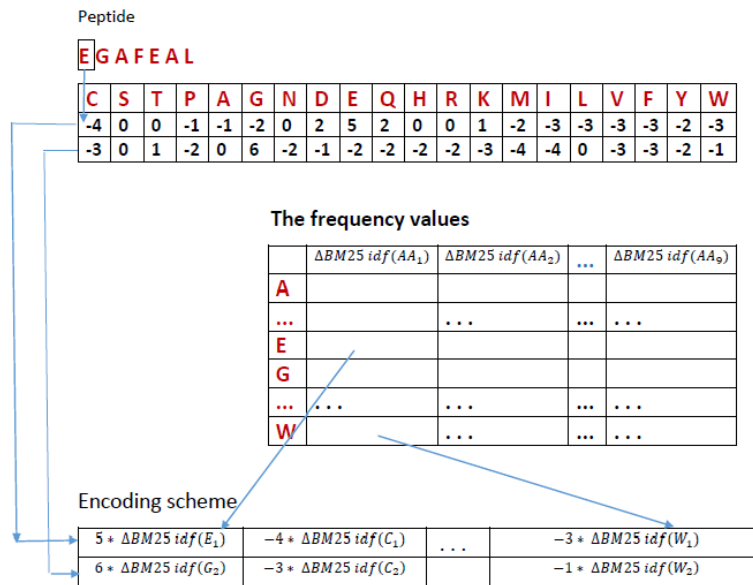 Peptide
E G A F E A L
C S T P A G N D E Q H R K M I L V F Y W
-4 0 0 -1 -1 -2 0 2 5 2 0 0 1 -2 -3 -3 -3 -3 -2 -3
-3 0 1 -2 0 6 -2 -1 -2 -2 -2 -2 -3 -4 -4 0 -3 -3 -2 -1
The frequency values
ΔBM25 idf(AA₁) ΔBM25 idf(AA₂) ... ΔBM25 idf(AA₉)
A
... ... ... ...
E
G
... ... ... ... ...
W ... ... ...
Encoding scheme
5 * ΔBM25 idf(E₁) −4 * ΔBM25 idf(C₁) ... −3 * ΔBM25 idf(W₁)
6 * ΔBM25 idf(G₂) −3 * ΔBM25 idf(C₂) −1 * ΔBM25 idf(W₂)